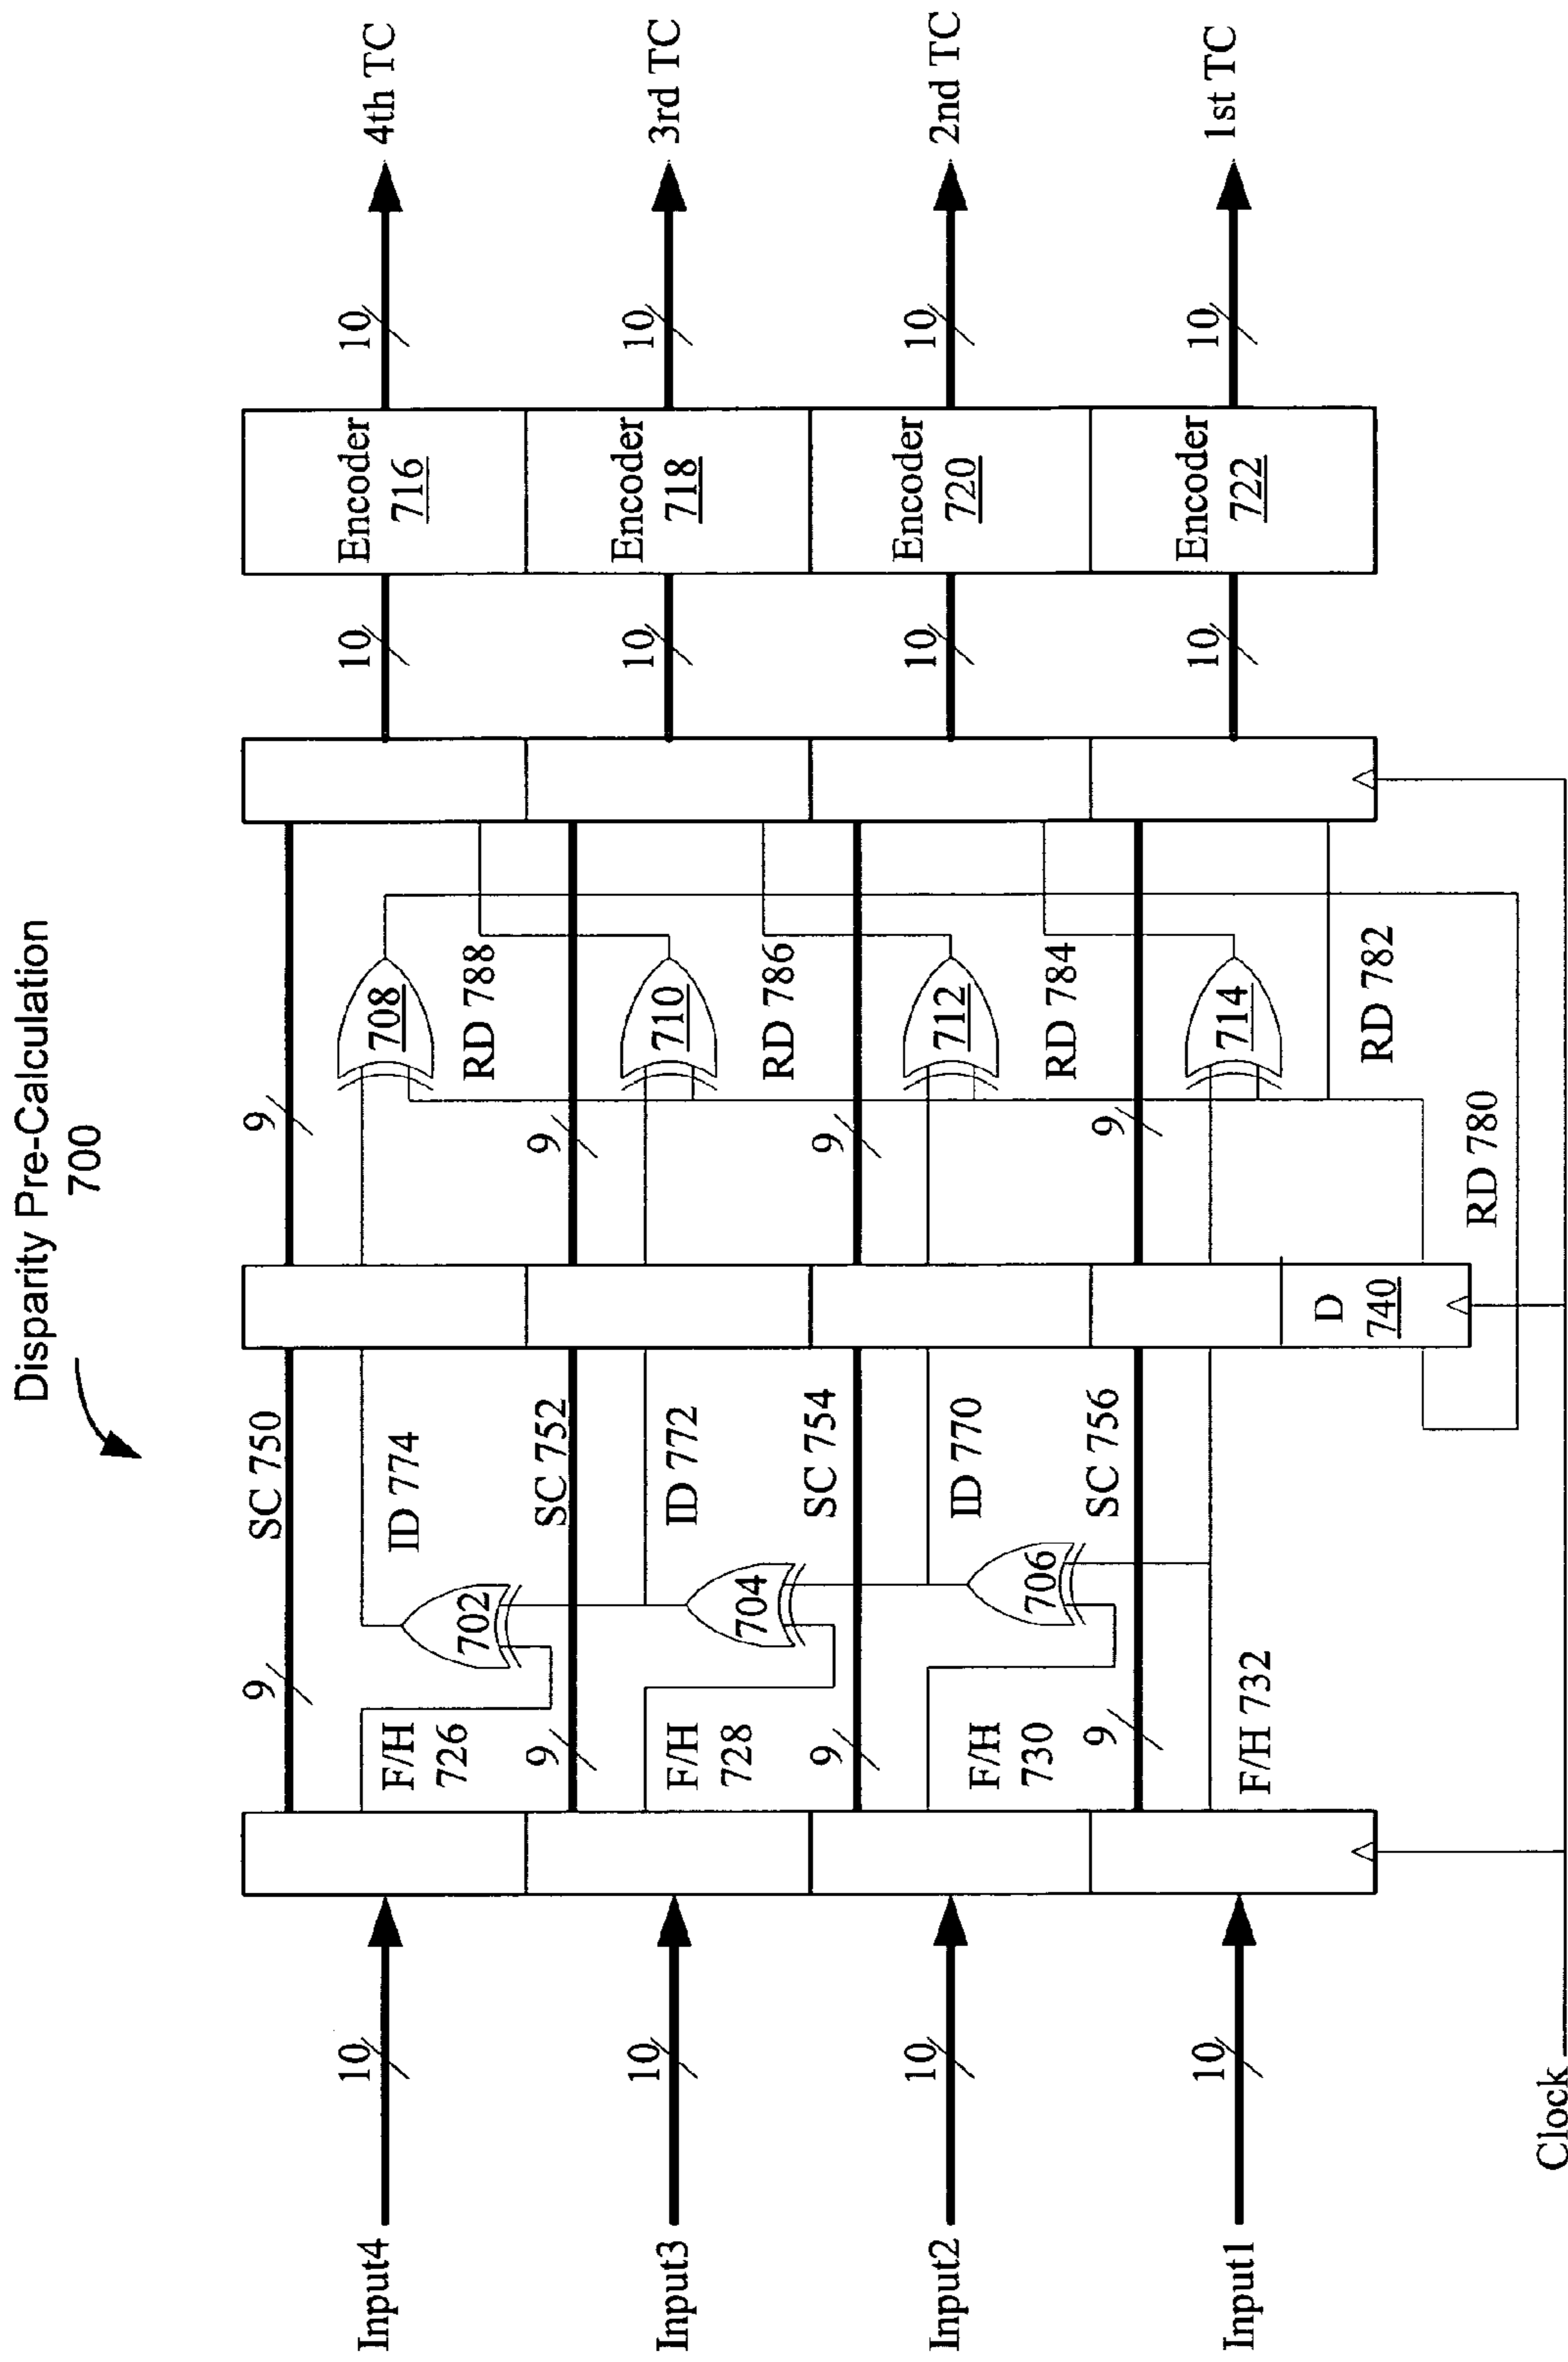 Disparity Pre-Calculation
700
Input4
10
9
SC 750
F/H
726
702
ID 774
9
708
RD 788
10
Encoder
716
10
4th TC
Input3
10
9
SC 752
F/H
728
704
ID 772
9
710
RD 786
10
Encoder
718
10
3rd TC
Input2
10
9
SC 754
F/H
730
706
ID 770
9
712
RD 784
10
Encoder
720
10
2nd TC
Input1
10
9
SC 756
F/H 732
D
740
9
714
RD 782
RD 780
10
Encoder
722
10
1st TC
Clock